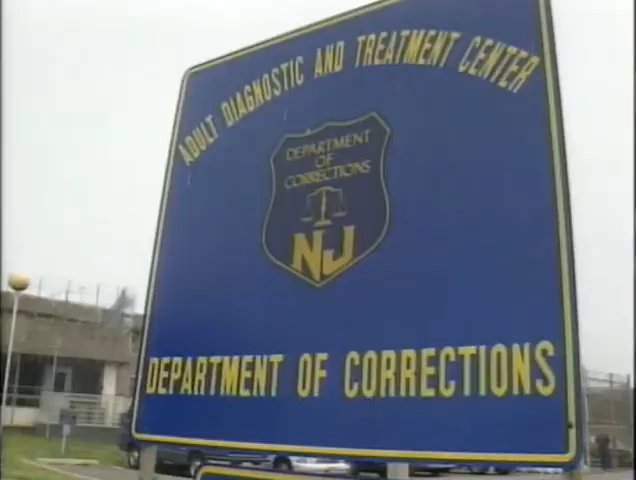 ADULT DIAGNOSTIC AND TREATMENT CENTER
DEPARTMENT
OF
CORRECTIONS
NJ
DEPARTMENT OF CORRECTIONS